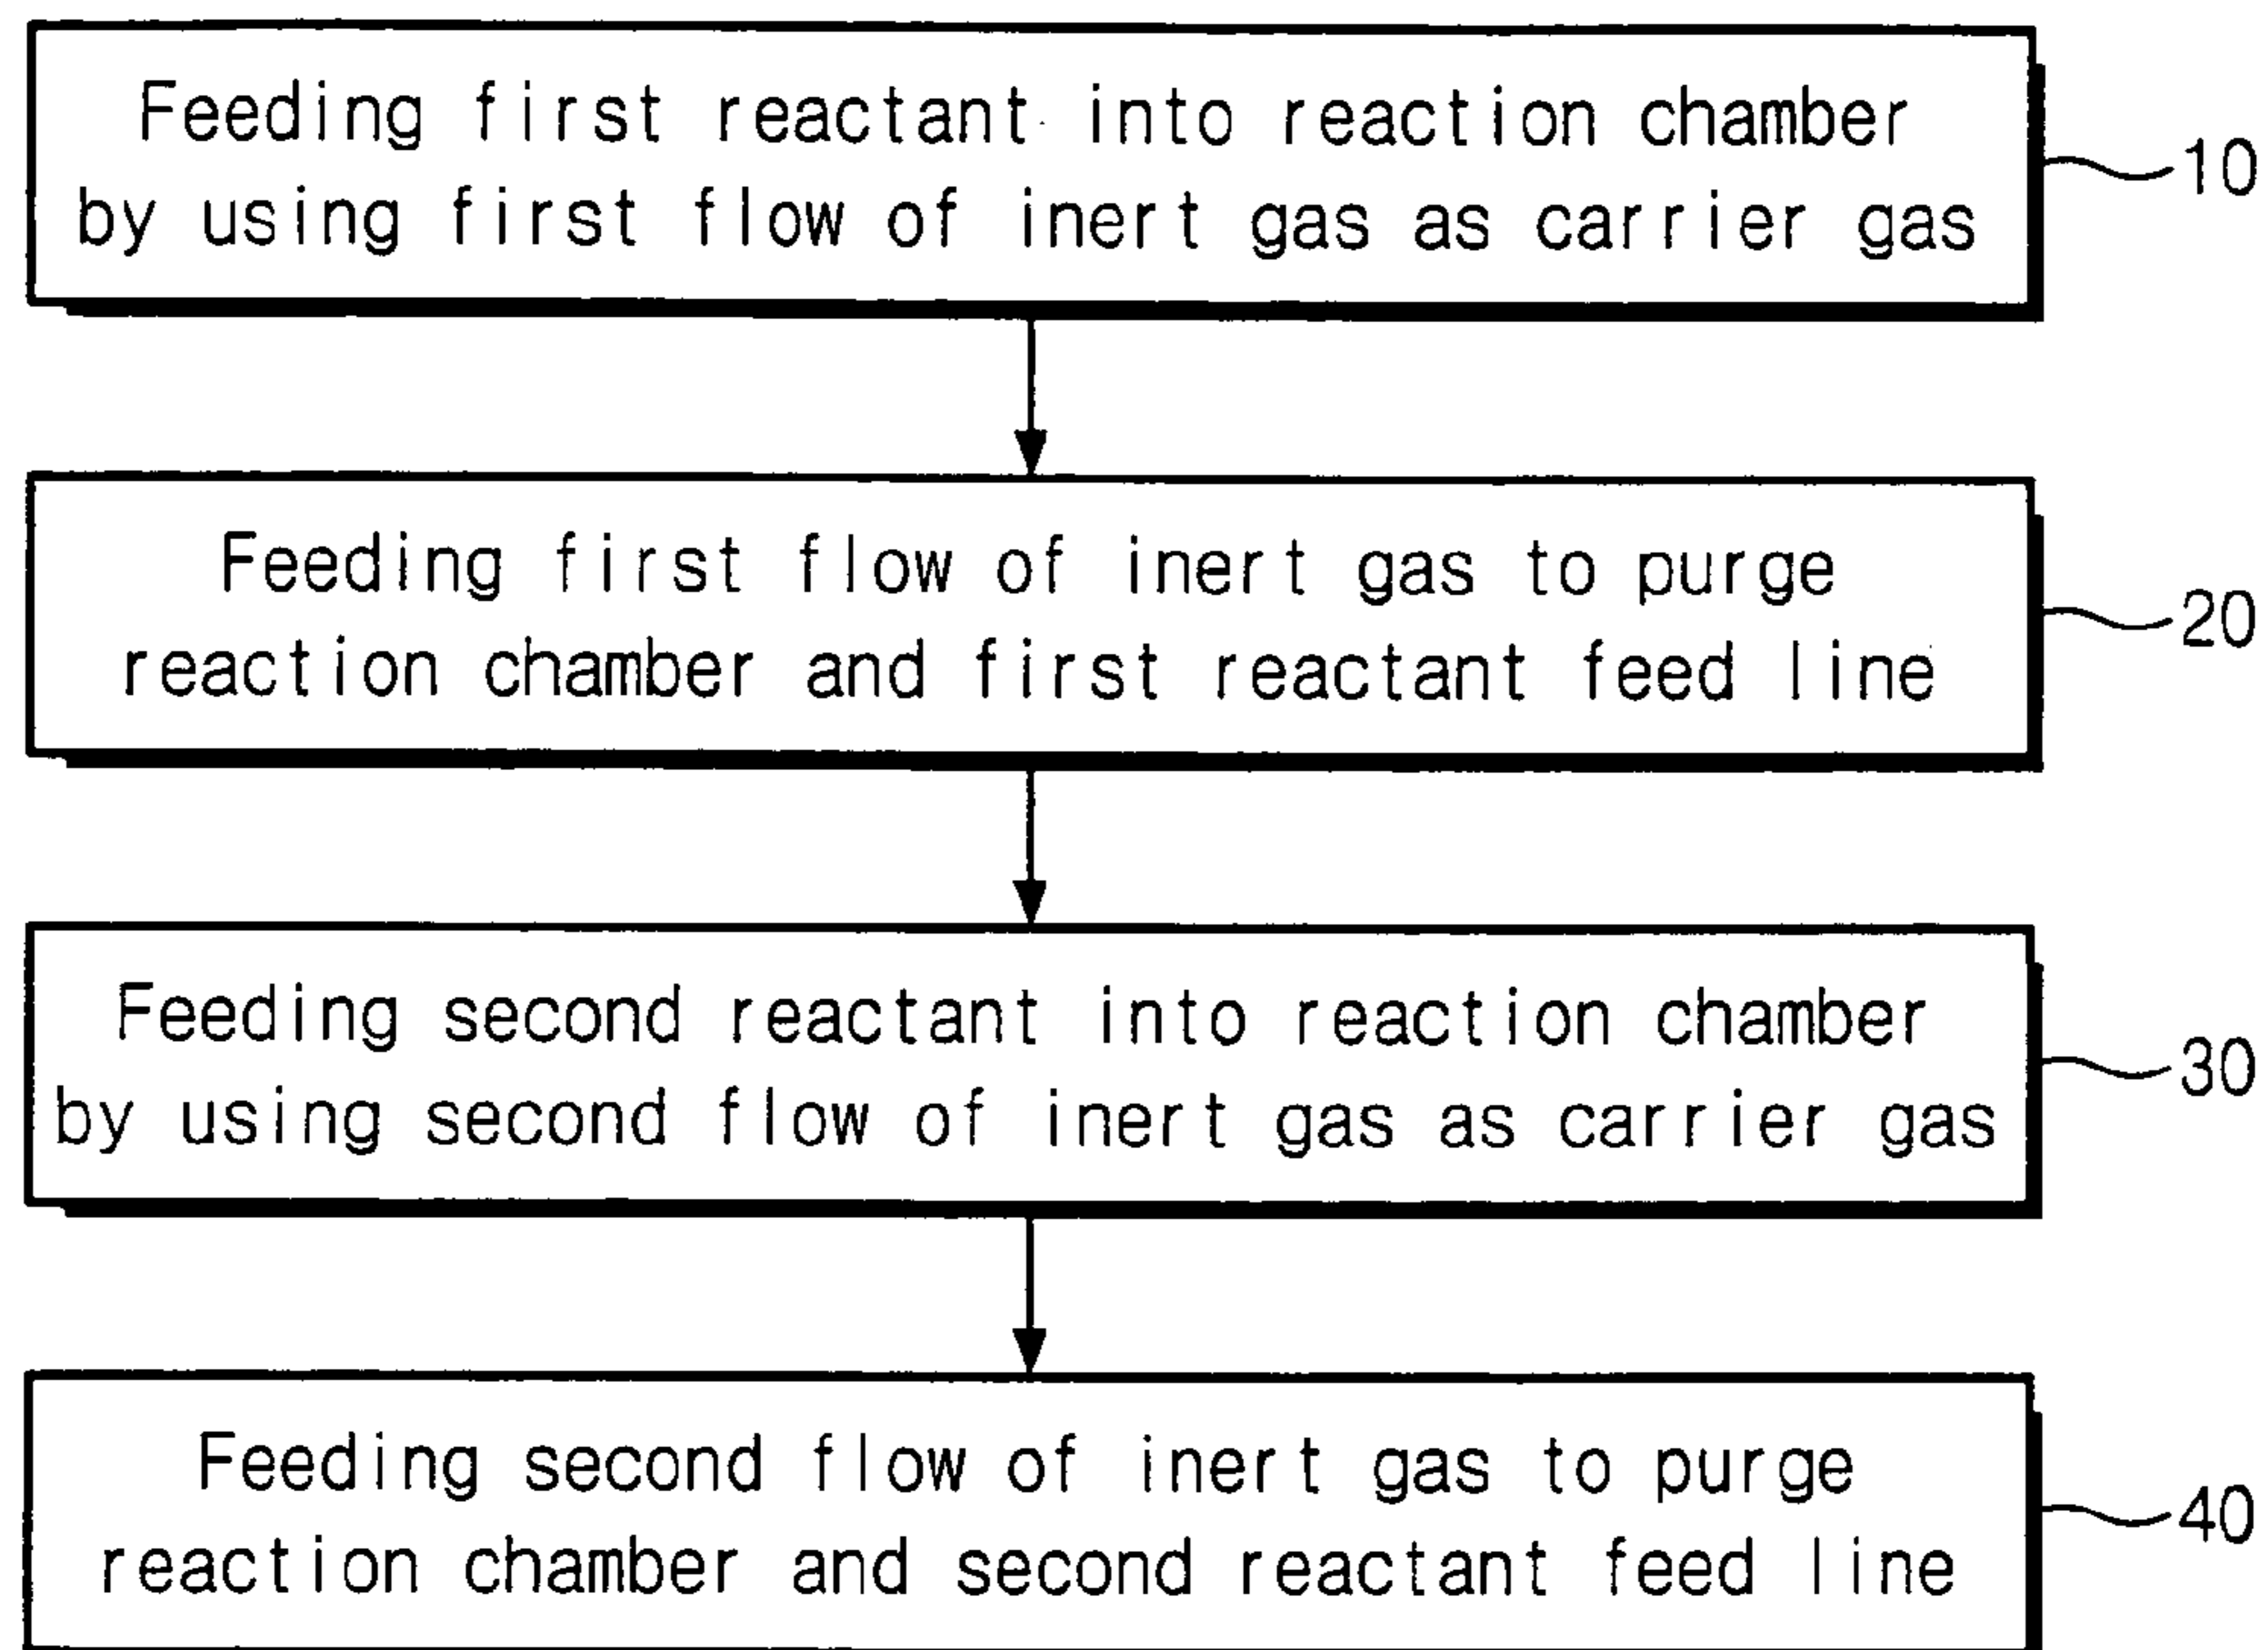 Feeding first reactant into reaction chamber
by using first flow of inert gas as carrier gas
10
Feeding first flow of inert gas to purge
reaction chamber and first reactant feed line
20
Feeding second reactant into reaction chamber
by using second flow of inert gas as carrier gas
30
Feeding second flow of inert gas to purge
reaction chamber and second reactant feed line
40